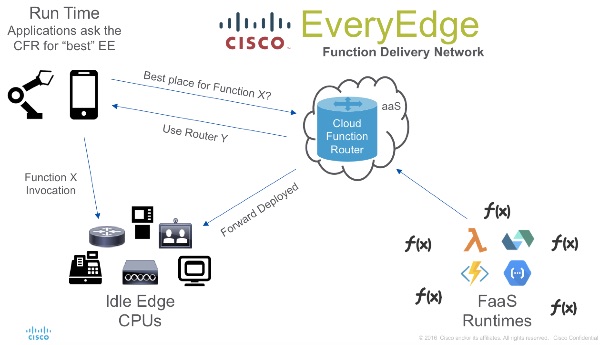 Run Time
Applications ask the
CFR for “best” EE
CISCO
EveryEdge
Function Delivery Network
Best place for Function X?
Use Router Y
aaS
Cloud
Function
Router
Function X
Invocation
Forward Deployed
Idle Edge
CPUs
f(x)
f(x)
f(x)
f(x)
f(x)
FaaS
Runtimes
CISCO
© 2016 Cisco and/or its affiliates. All rights reserved. Cisco Confidential